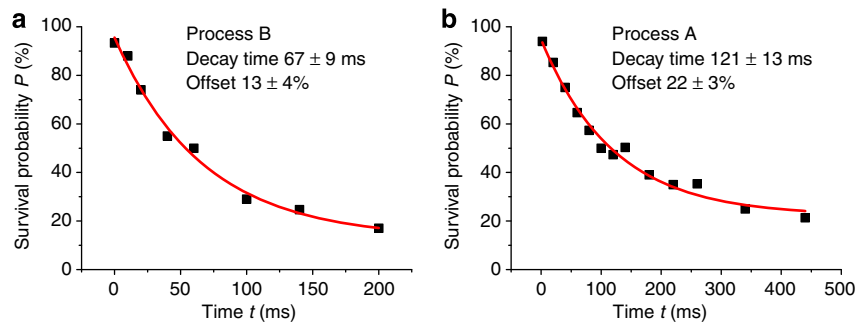 a
Process B
Decay time 67 ± 9 ms
Offset 13 ± 4%
Survival probability P (%)
100
80
60
40
20
0
0 50 100 150 200
Time t (ms)
b
Process A
Decay time 121 ± 13 ms
Offset 22 ± 3%
Survival probability P (%)
100
80
60
40
20
0
0 100 200 300 400 500
Time t (ms)